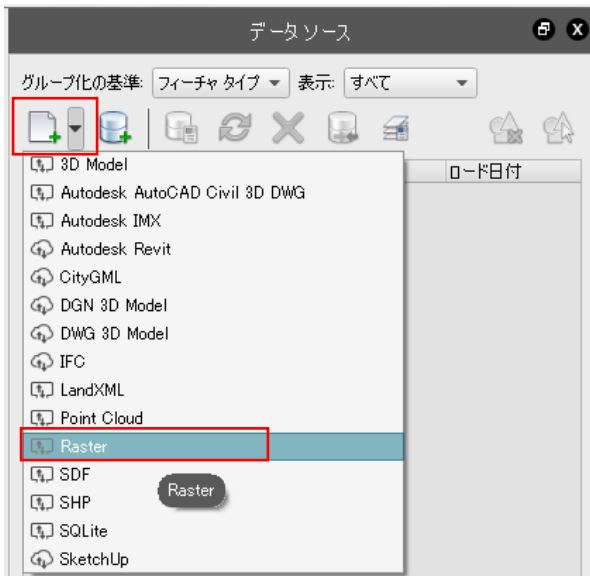 データ ソース
グループ化の基準: フィーチャ タイプ 表示: すべて
ロード日付
3D Model
Autodesk AutoCAD Civil 3D DWG
Autodesk IMX
Autodesk Revit
CityGML
DGN 3D Model
DWG 3D Model
IFC
LandXML
Point Cloud
Raster
SDF
Raster
SHP
SQLite
SketchUp